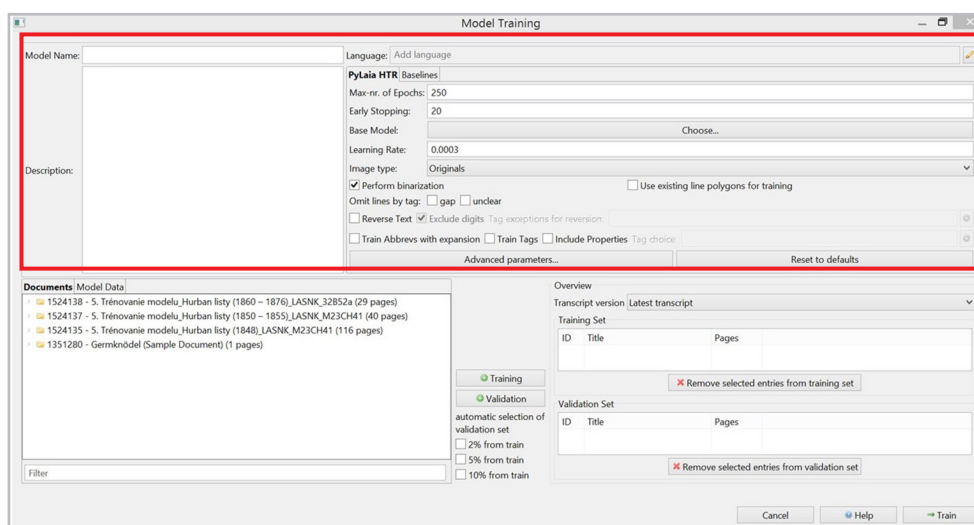 Model Training
Model Name:
Language: Add language
PyLaia HTR Baselines
Max-nr. of Epochs: 250
Early Stopping: 20
Base Model: Choose...
Learning Rate: 0.0003
Description:
Image type: Originals
Perform binarization Use existing line polygons for training
Omit lines by tag: gap unclear
Reverse Text Exclude digits Tag exceptions for reversion:
Train Abbrevs with expansion Train Tags Include Properties Tag choice
Advanced parameters... Reset to defaults
Documents Model Data
1524138 - 5. Trénovanie modelu_Hurban listy (1860 – 1876)_LASNK_32B52a (29 pages)
1524137 - 5. Trénovanie modelu_Hurban listy (1850 – 1855)_LASNK_M23CH41 (40 pages)
1524135 - 5. Trénovanie modelu_Hurban listy (1848)_LASNK_M23CH41 (116 pages)
1351280 - Germknödel (Sample Document) (1 pages)
Filter
Training
Validation
automatic selection of
validation set
2% from train
5% from train
10% from train
Overview
Transcript version Latest transcript
Training Set
ID Title Pages
Remove selected entries from training set
Validation Set
ID Title Pages
Remove selected entries from validation set
Cancel Help Train